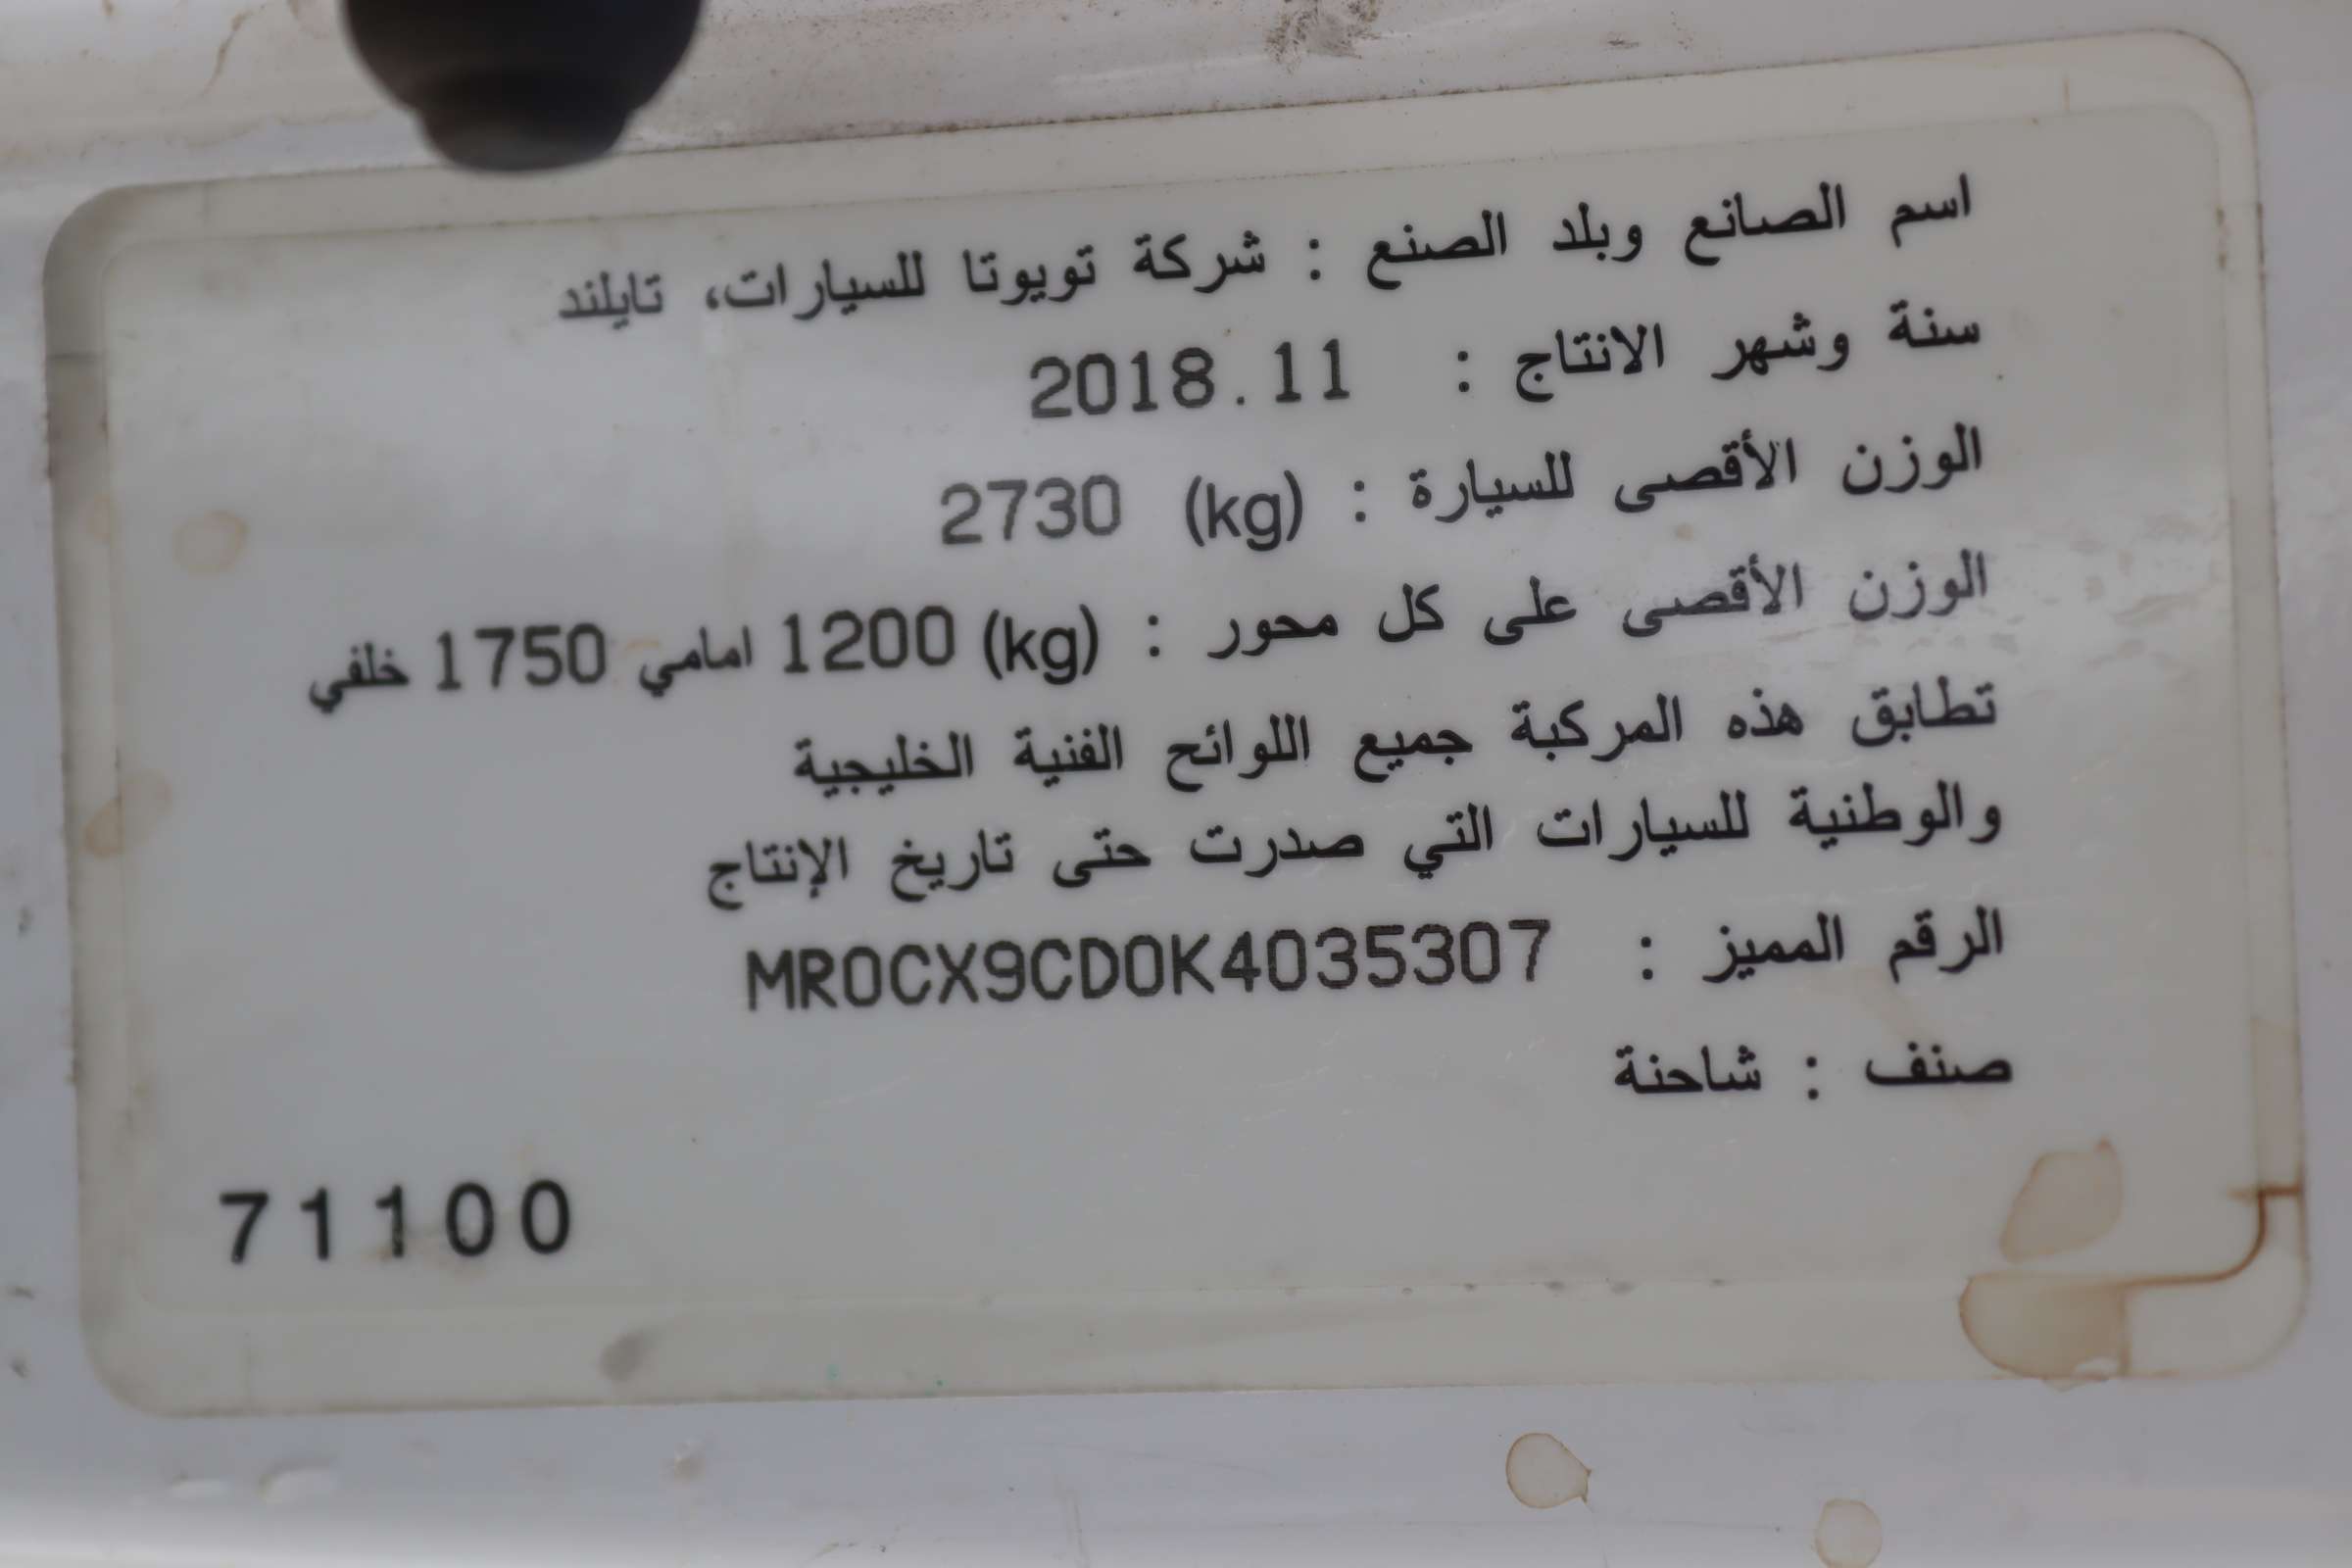 اسم الصانع وبلد الصنع : شركة تويوتا للسيارات، تايلند
سنة وشهر الانتاج : 2018.11
الوزن الأقصى للسيارة : (kg) 2730
الوزن الأقصى على كل محور : (kg) 1200 امامي 1750 خلفي
تطابق هذه المركبة جميع اللوائح الفنية الخليجية
والوطنية للسيارات التي صدرت حتى تاريخ الإنتاج
الرقم المميز : MR0CX9CD0K4035307
صنف : شاحنة
71100